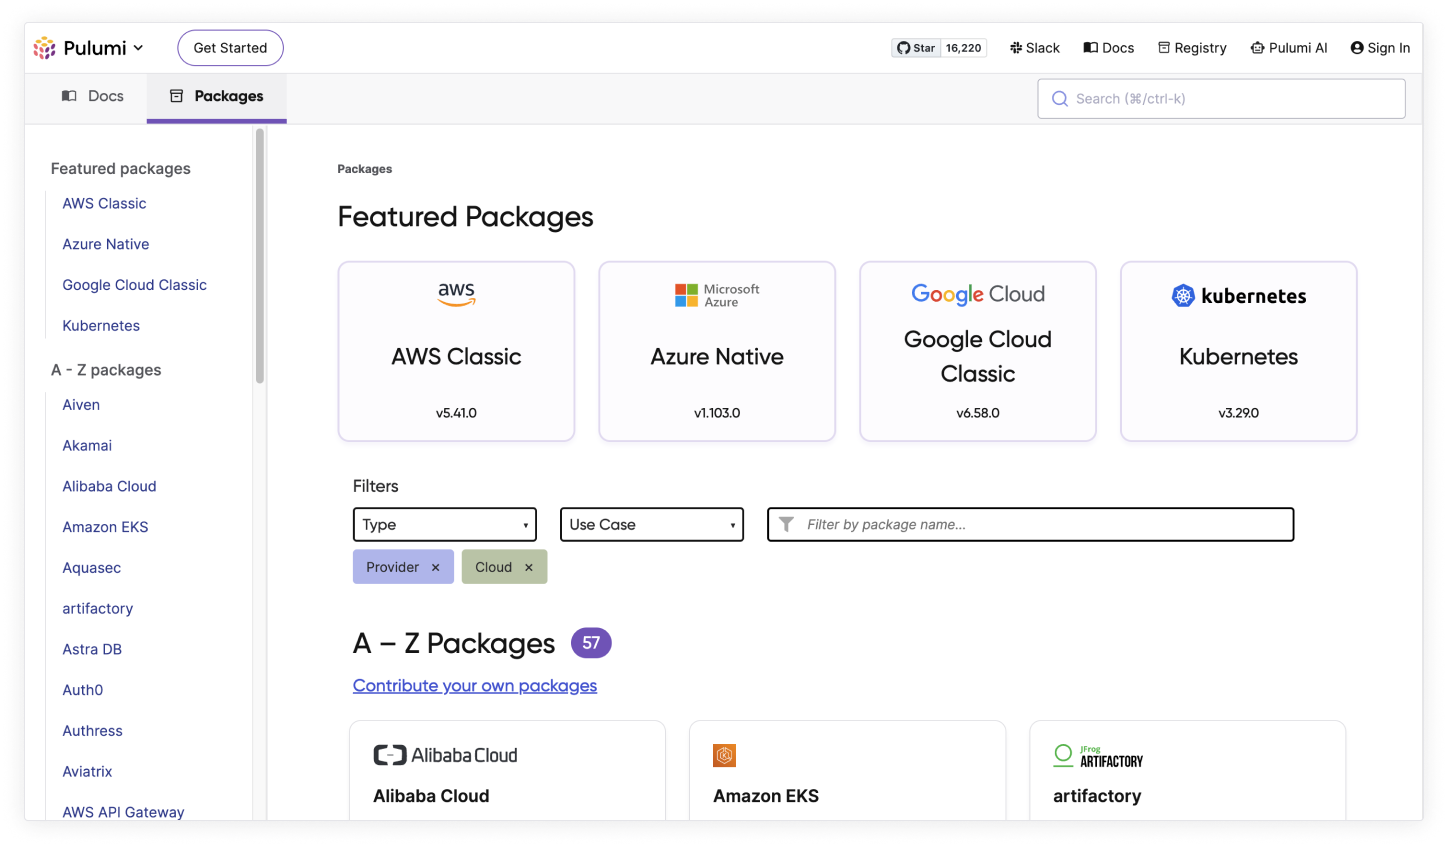 Pulumi
Get Started
Star 16,220
Slack
Docs
Registry
Pulumi AI
Sign In
Docs
Packages
Search (⌘/ctrl-k)
Featured packages
AWS Classic
Azure Native
Google Cloud Classic
Kubernetes
A - Z packages
Aiven
Akamai
Alibaba Cloud
Amazon EKS
Aquasec
artifactory
Astra DB
Auth0
Authress
Aviatrix
AWS API Gateway
Packages
Featured Packages
aws
AWS Classic
v5.41.0
Microsoft
Azure
Azure Native
v1.103.0
Google Cloud
Google Cloud
Classic
v6.58.0
kubernetes
Kubernetes
v3.29.0
Filters
Type
Use Case
Filter by package name...
Provider ×
Cloud ×
A – Z Packages 57
Contribute your own packages
Alibaba Cloud
Alibaba Cloud
Amazon EKS
JFrog
ARTIFACTORY
artifactory